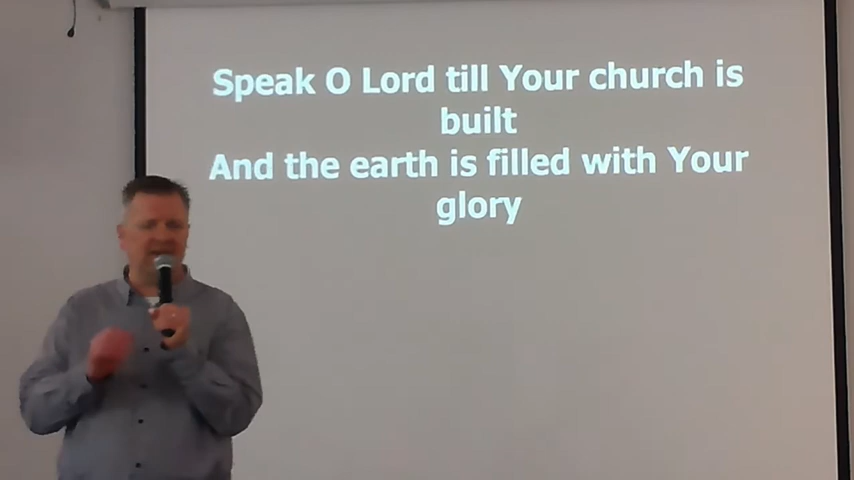 Speak O Lord till Your church is
built
And the earth is filled with Your
glory